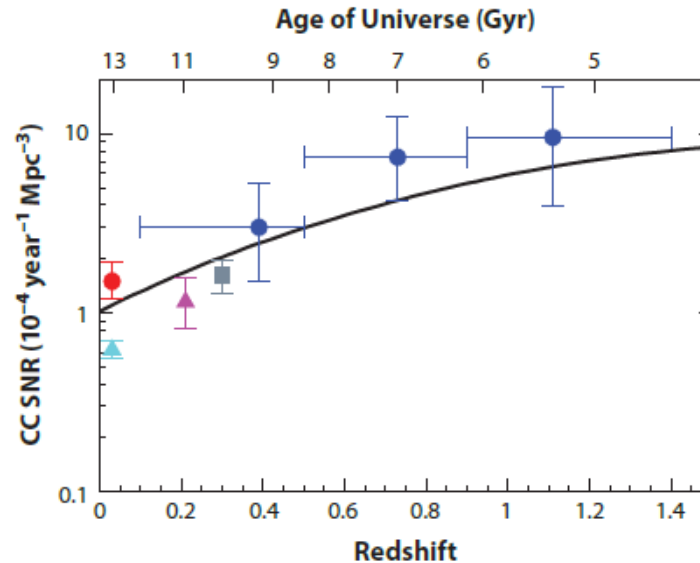 Age of Universe (Gyr)
13 11 9 8 7 6 5
CC SNR (10⁻⁴ year⁻¹ Mpc⁻³)
10
1
0.1
0 0.2 0.4 0.6 0.8 1 1.2 1.4
Redshift